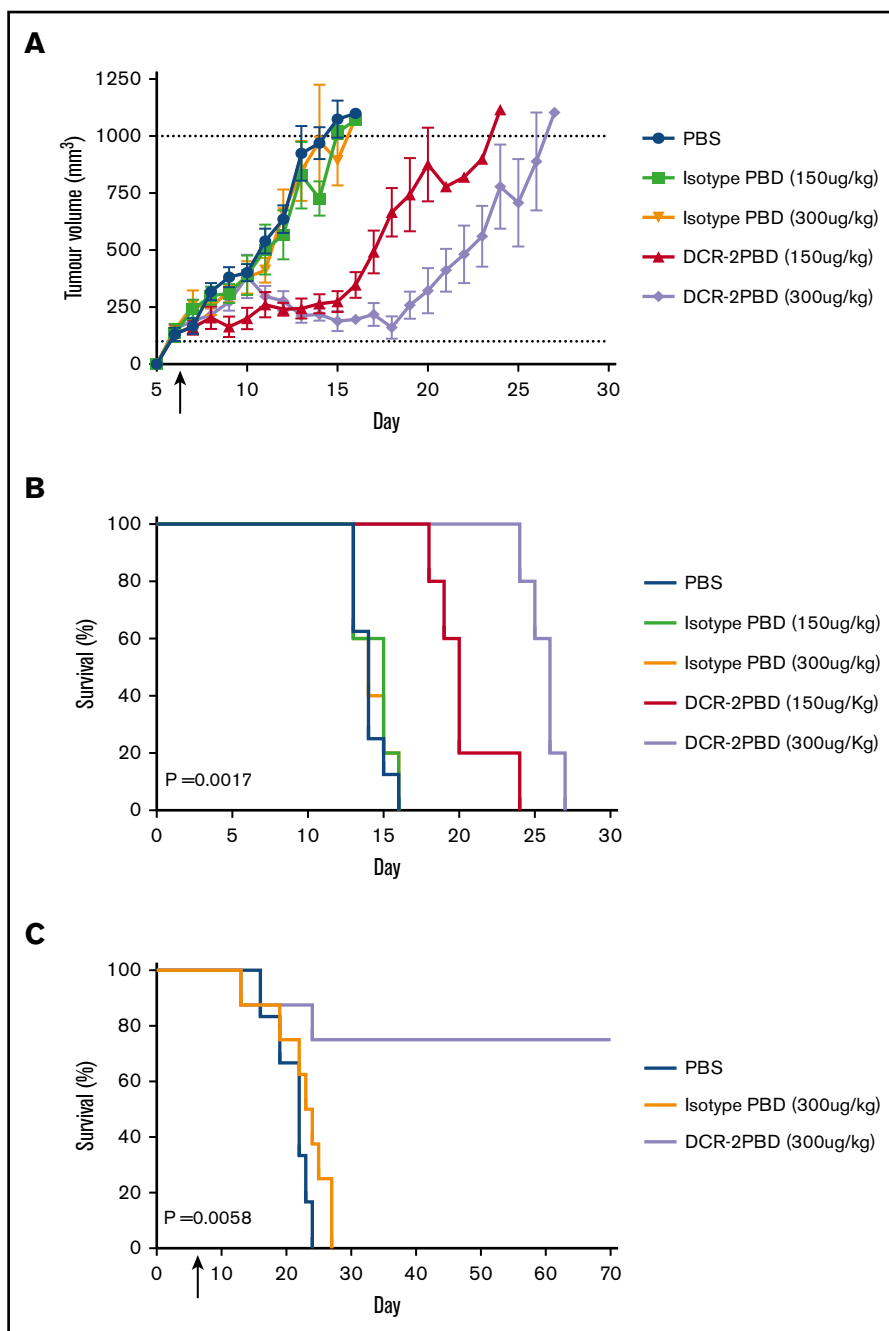 A
1250
1000
750
500
250
0
Tumour volume (mm³)
5 10 15 20 25 30
Day
PBS
Isotype PBD (150ug/kg)
Isotype PBD (300ug/kg)
DCR-2PBD (150ug/kg)
DCR-2PBD (300ug/kg)
B
100
80
60
40
20
0
Survival (%)
P =0.0017
0 5 10 15 20 25 30
Day
PBS
Isotype PBD (150ug/kg)
Isotype PBD (300ug/kg)
DCR-2PBD (150ug/Kg)
DCR-2PBD (300ug/Kg)
C
100
80
60
40
20
0
Survival (%)
P =0.0058
0 10 20 30 40 50 60 70
Day
PBS
Isotype PBD (300ug/kg)
DCR-2PBD (300ug/kg)